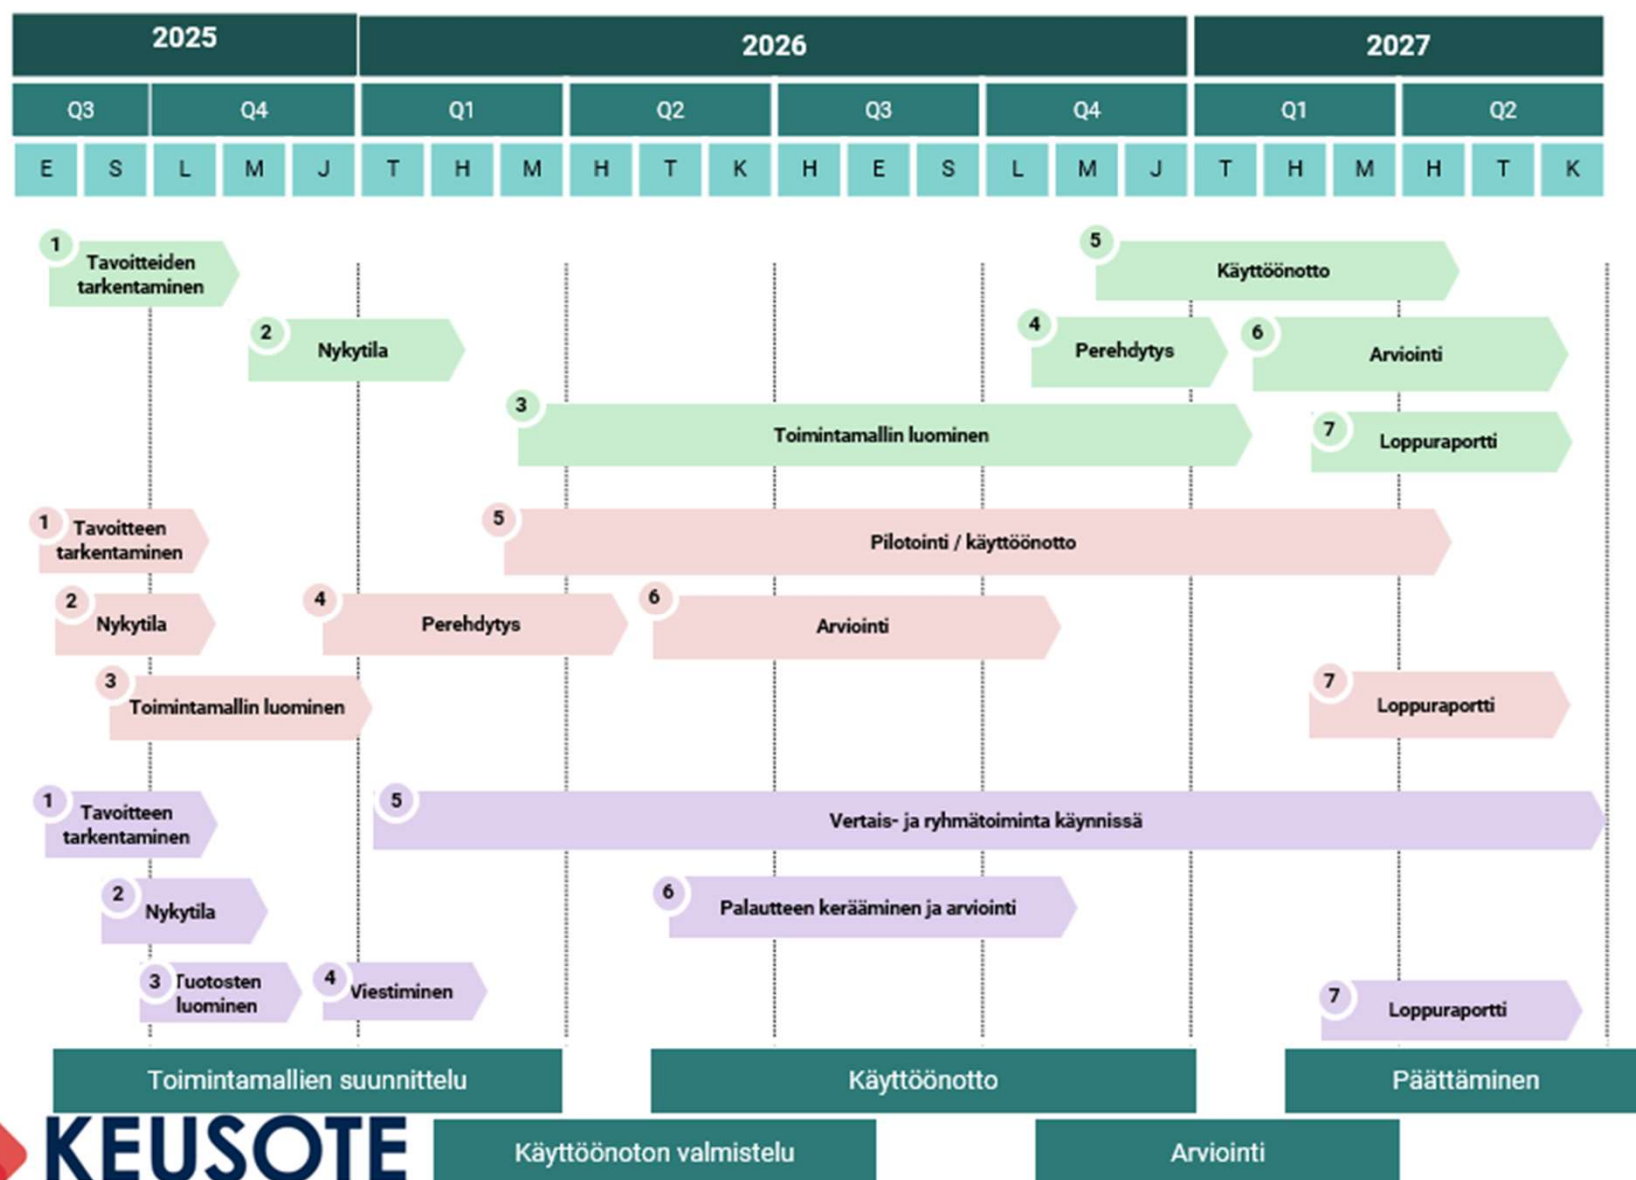 2025 2026 2027
Q3 Q4 Q1 Q2 Q3 Q4 Q1 Q2
E S L M J T H M H T K H E S L M J T H M H T K
1 Tavoitteiden
tarkentaminen
5 Käyttöönotto
2 Nykytila
4 Perehdytys
6 Arviointi
3 Toimintamallin luominen
7 Loppuraportti
1 Tavoitteen
tarkentaminen
5 Pilotointi / käyttöönotto
2 Nykytila
4 Perehdytys
6 Arviointi
3 Toimintamallin luominen
7 Loppuraportti
1 Tavoitteen
tarkentaminen
5 Vertais- ja ryhmätoiminta käynnissä
2 Nykytila
6 Palautteen kerääminen ja arviointi
3 Tuotosten
luominen
4 Viestiminen
7 Loppuraportti
Toimintamallien suunnittelu
Käyttöönotto
Päättäminen
KEUSOTE
Käyttöönoton valmistelu
Arviointi